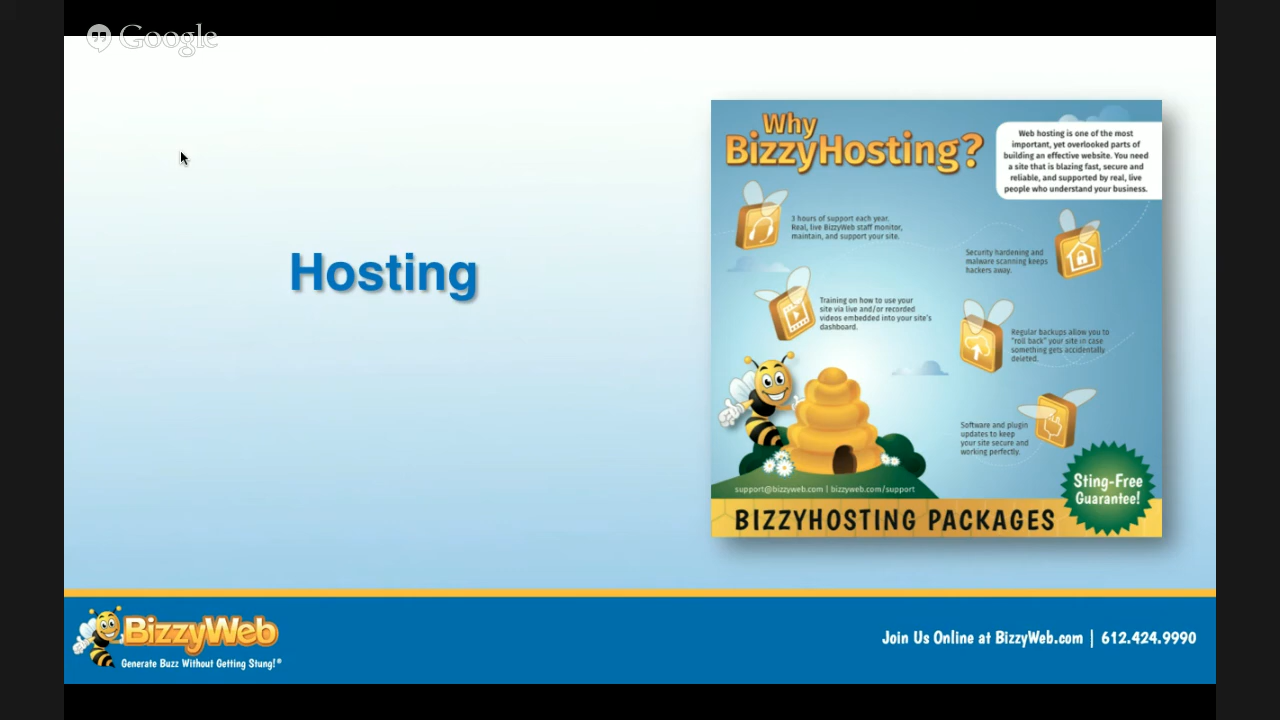 Google
Hosting
Why
BizzyHosting?
Web hosting is one of the most
important, yet overlooked parts of
building an effective website. You need
a site that is blazing fast, secure and
reliable, and supported by real, live
people who understand your business.
3 hours of support each year.
Real, live BizzyWeb staff monitor,
maintain, and support your site.
Security hardening and
malware scanning keeps
hackers away.
Training on how to use your
site via live and/or recorded
videos embedded into your site's
dashboard.
Regular backups allow you to
"roll back" your site in case
something gets accidentally
deleted.
Software and plugin
updates to keep
your site secure and
working perfectly.
Sting-Free
Guarantee!
support@bizzyweb.com | bizzyweb.com/support
BIZZYHOSTING PACKAGES
BizzyWeb
Generate Buzz Without Getting Stung!®
Join Us Online at BizzyWeb.com | 612.424.9990